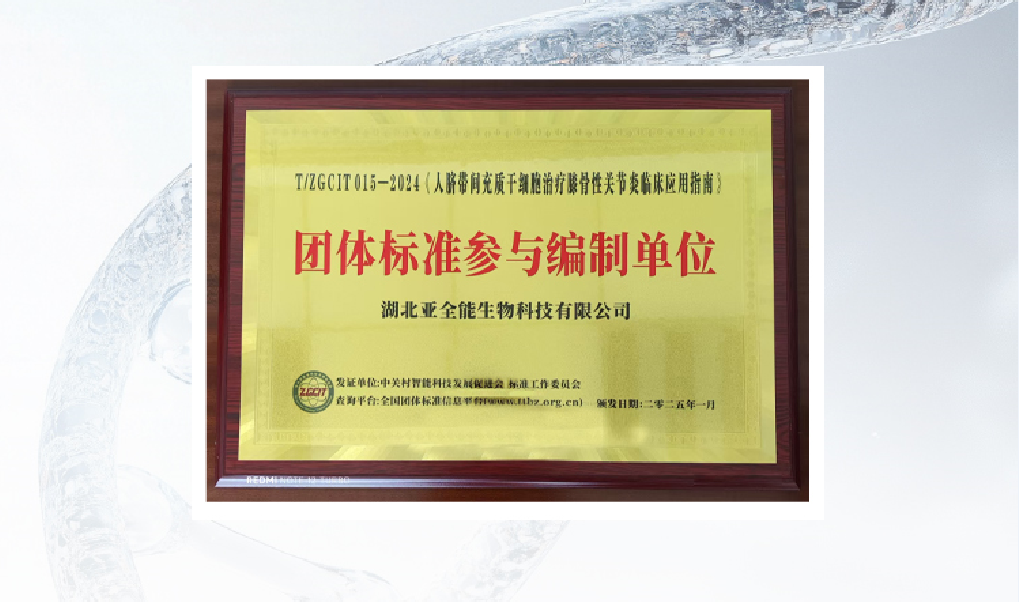 T/ZGCIT 015—2024《人脐带间充质干细胞治疗膝骨性关节炎临床应用指南》
团体标准参与编制单位
湖北亚全能生物科技有限公司
ZGCIT
发证单位:中关村智能科技发展促进会 标准工作委员会
查询平台:全国团体标准信息平台(www.ttbz.org.cn) 颁发日期:二零二五年一月
REDMI NOTE 12 TURBO